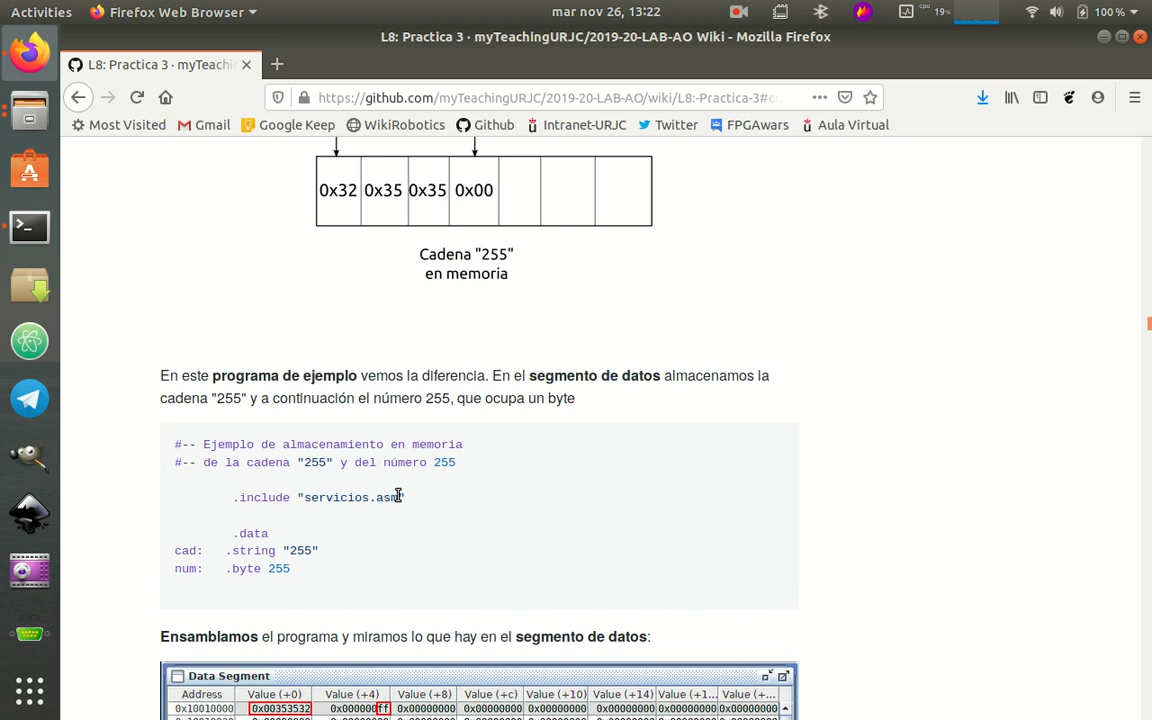 Activities Firefox Web Browser mar nov 26, 13:22 cpu 19% 100%
L8: Practica 3 · myTeachingURJC/2019-20-LAB-AO Wiki - Mozilla Firefox
L8: Practica 3 · myTeachi
https://github.com/myTeachingURJC/2019-20-LAB-AO/wiki/L8:-Practica-3#co
Most Visited Gmail Google Keep WikiRobotics Github Intranet-URJC Twitter FPGAwars Aula Virtual
0x32 0x35 0x35 0x00
Cadena "255"
en memoria
En este programa de ejemplo vemos la diferencia. En el segmento de datos almacenamos la
cadena "255" y a continuación el número 255, que ocupa un byte
#-- Ejemplo de almacenamiento en memoria
#-- de la cadena "255" y del número 255
.include "servicios.asm"
.data
cad: .string "255"
num: .byte 255
Ensamblamos el programa y miramos lo que hay en el segmento de datos:
Data Segment
Address Value (+0) Value (+4) Value (+8) Value (+c) Value (+10) Value (+14) Value (+1... Value (+...
0x10010000 0x00353532 0x000000ff 0x00000000 0x00000000 0x00000000 0x00000000 0x00000000 0x00000000